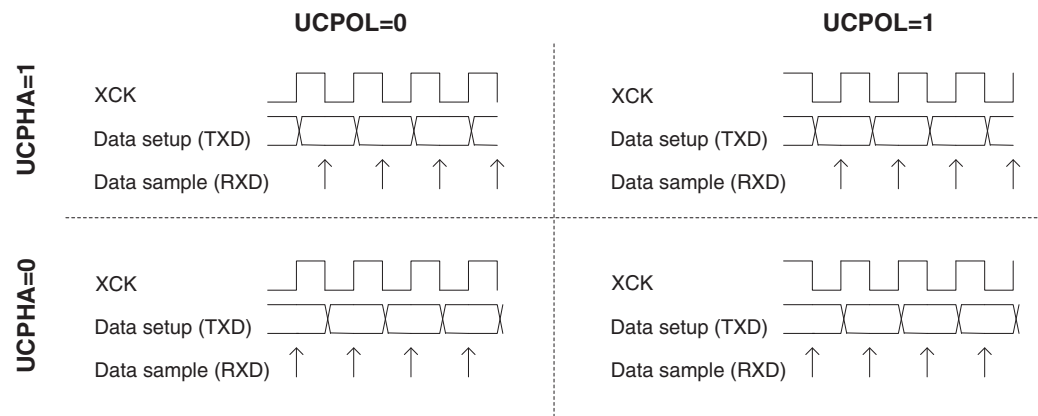 UCPOL=0
UCPOL=1
UCPHA=1
XCK
Data setup (TXD)
Data sample (RXD)
XCK
Data setup (TXD)
Data sample (RXD)
UCPHA=0
XCK
Data setup (TXD)
Data sample (RXD)
XCK
Data setup (TXD)
Data sample (RXD)